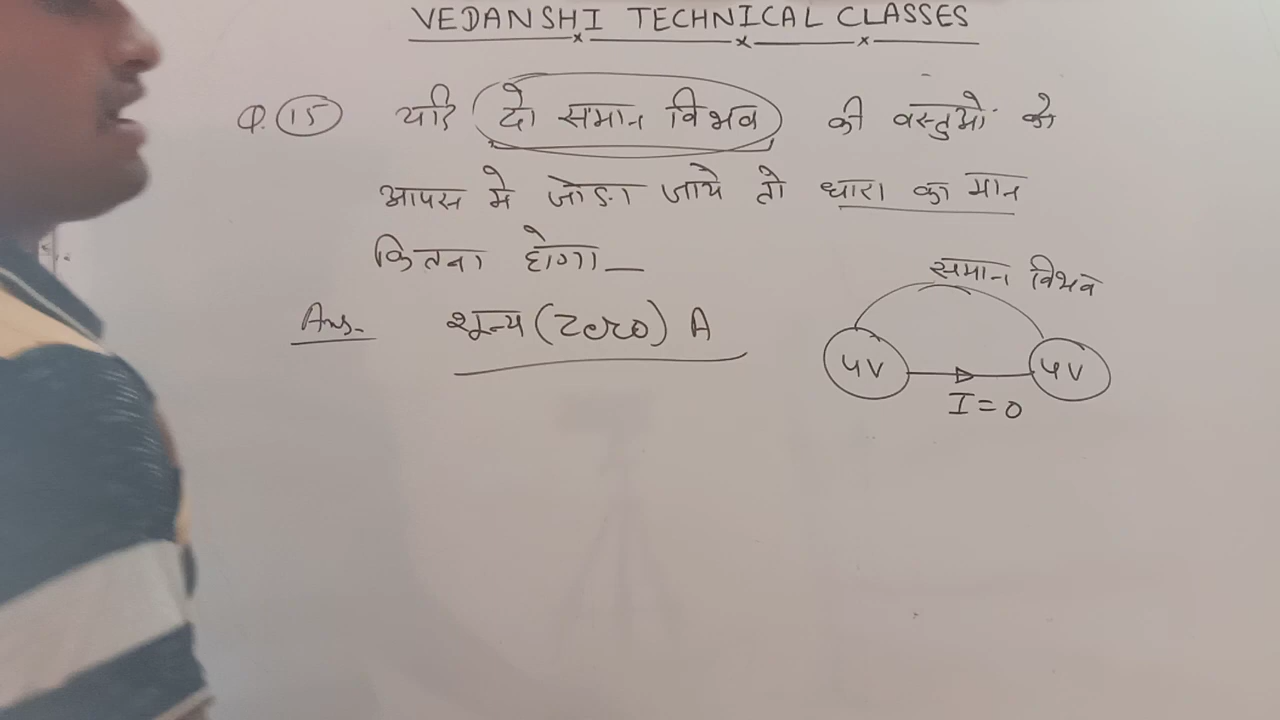 VEDANSHI TECHNICAL CLASSES
Q. 15 यदि दो समान विभव की वस्तुओं को
आपस मे जोडा जाये तो धारा का मान
कितना होगा _
Ans. शून्य (Zero) A
समान विभव
4V 4V
I = 0